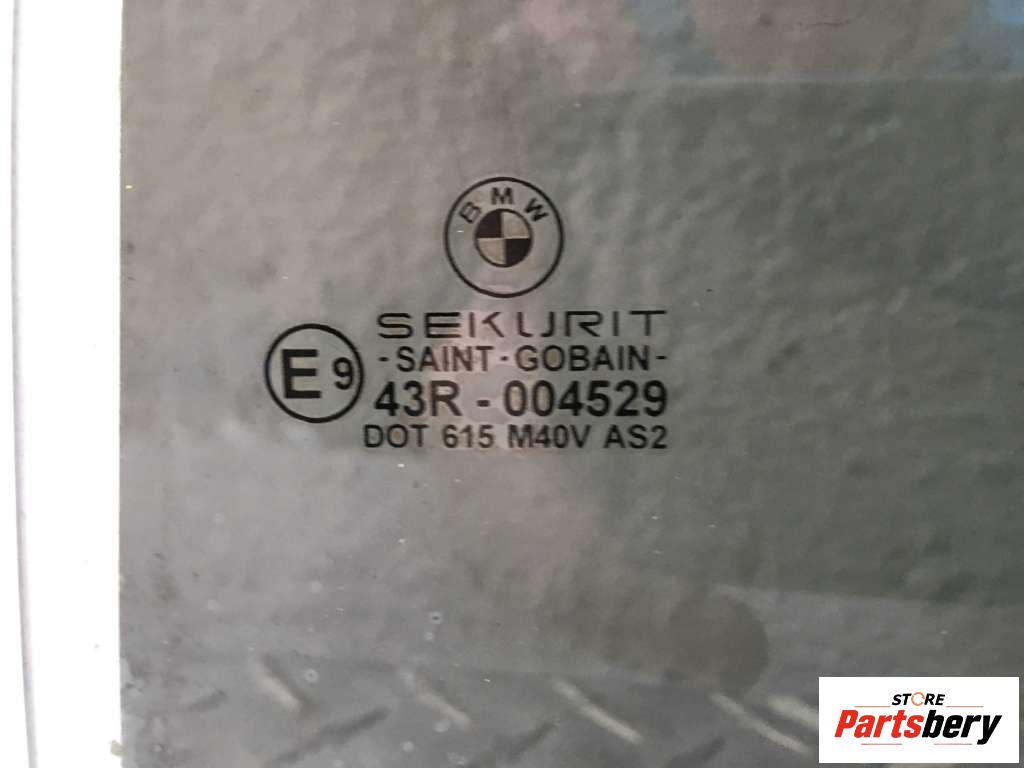 BMW
SEKURIT
- SAINT - GOBAIN -
E9
43R - 004529
DOT 615 M40V AS2
STORE
Partsbery